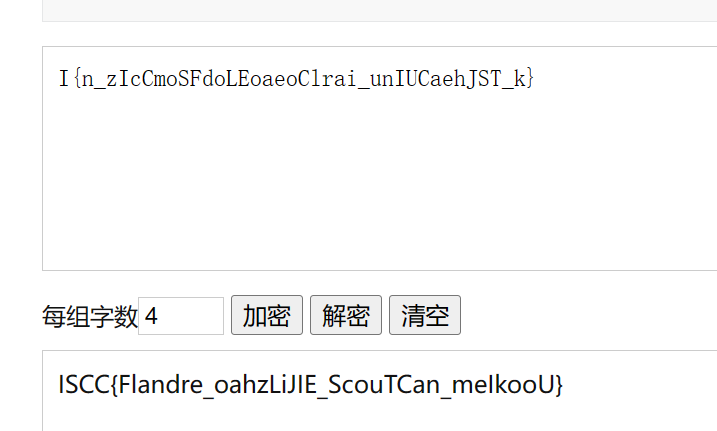 I{n_zIcCmoSFdoLEoaeoClrai_unIUCaehJST_k}
每组字数 4 加密 解密 清空
ISCC{Flandre_oahzLiJIE_ScouTCan_meIkooU}